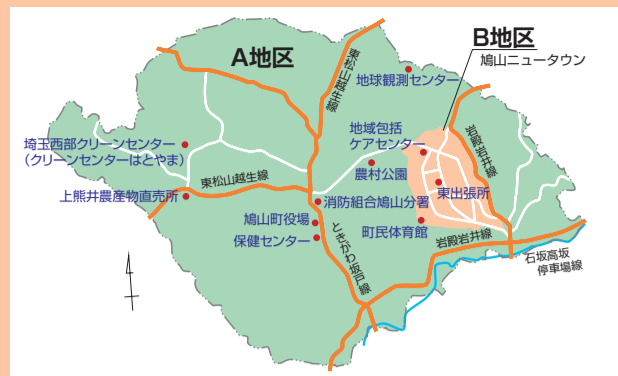 A地区
B地区
鳩山ニュータウン
東松山越生線
地球観測センター
岩殿岩井線
地域包括
ケアセンター
埼玉西部クリーンセンター
(クリーンセンターはとやま)
農村公園
東松山越生線
東出張所
上熊井農産物直売所
消防組合鳩山分署
鳩山町役場
町民体育館
保健センター
ときがわ坂戸線
岩殿岩井線
石坂高坂
停車場線